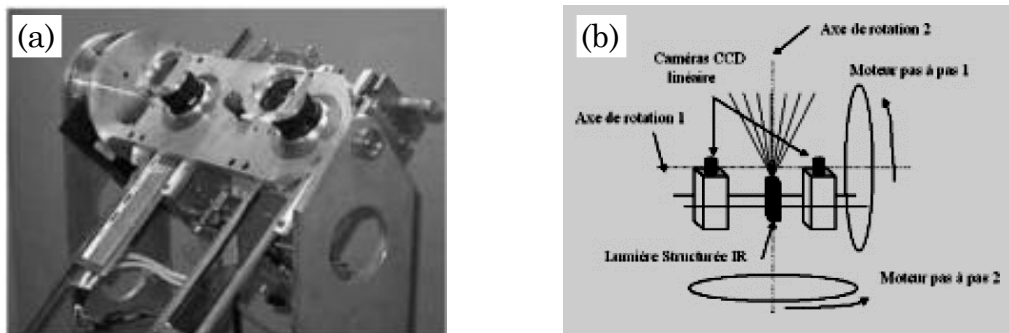 (a)
(b)
Axe de rotation 2
Caméras CCD
linéaire
Moteur pas à pas 1
Axe de rotation 1
Lumière Structurée IR
Moteur pas à pas 2